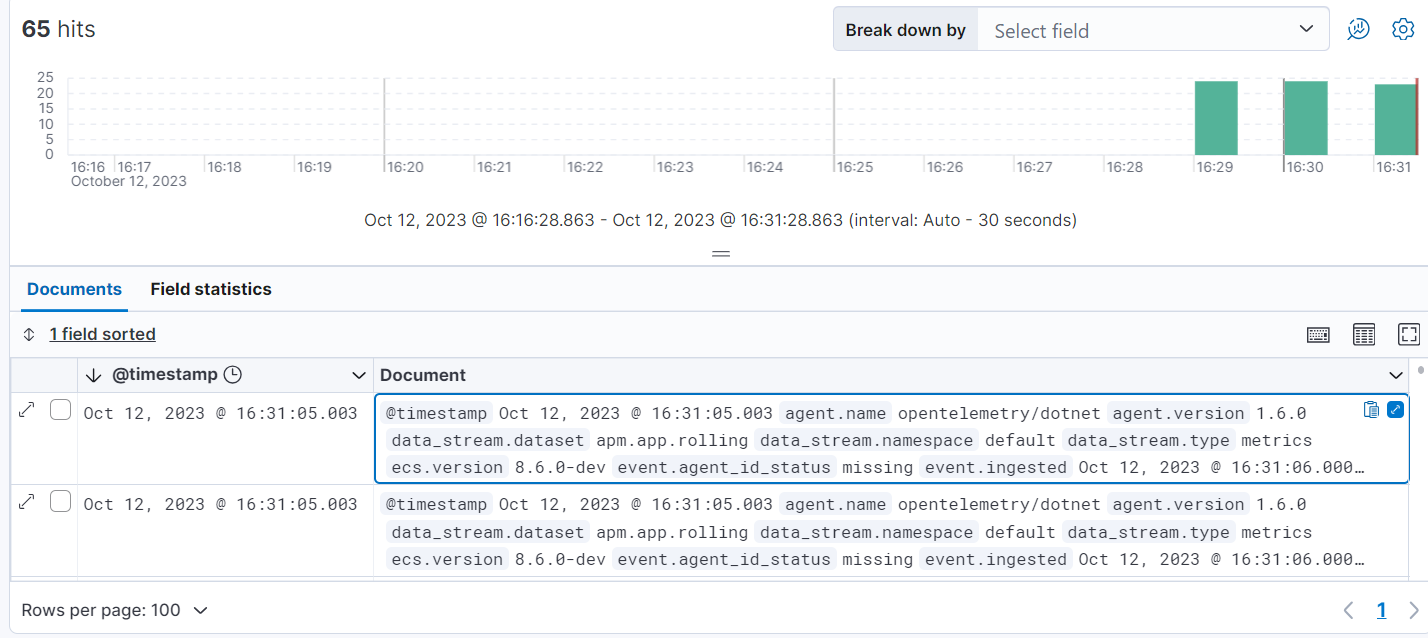 65 hits
Break down by Select field
25
20
15
10
5
0
16:16 16:17 16:18 16:19 16:20 16:21 16:22 16:23 16:24 16:25 16:26 16:27 16:28 16:29 16:30 16:31
October 12, 2023
Oct 12, 2023 @ 16:16:28.863 - Oct 12, 2023 @ 16:31:28.863 (interval: Auto - 30 seconds)
Documents Field statistics
1 field sorted
@timestamp Document
Oct 12, 2023 @ 16:31:05.003 @timestamp Oct 12, 2023 @ 16:31:05.003 agent.name opentelemetry/dotnet agent.version 1.6.0
data_stream.dataset apm.app.rolling data_stream.namespace default data_stream.type metrics
ecs.version 8.6.0-dev event.agent_id_status missing event.ingested Oct 12, 2023 @ 16:31:06.000…
Oct 12, 2023 @ 16:31:05.003 @timestamp Oct 12, 2023 @ 16:31:05.003 agent.name opentelemetry/dotnet agent.version 1.6.0
data_stream.dataset apm.app.rolling data_stream.namespace default data_stream.type metrics
ecs.version 8.6.0-dev event.agent_id_status missing event.ingested Oct 12, 2023 @ 16:31:06.000…
Rows per page: 100 1